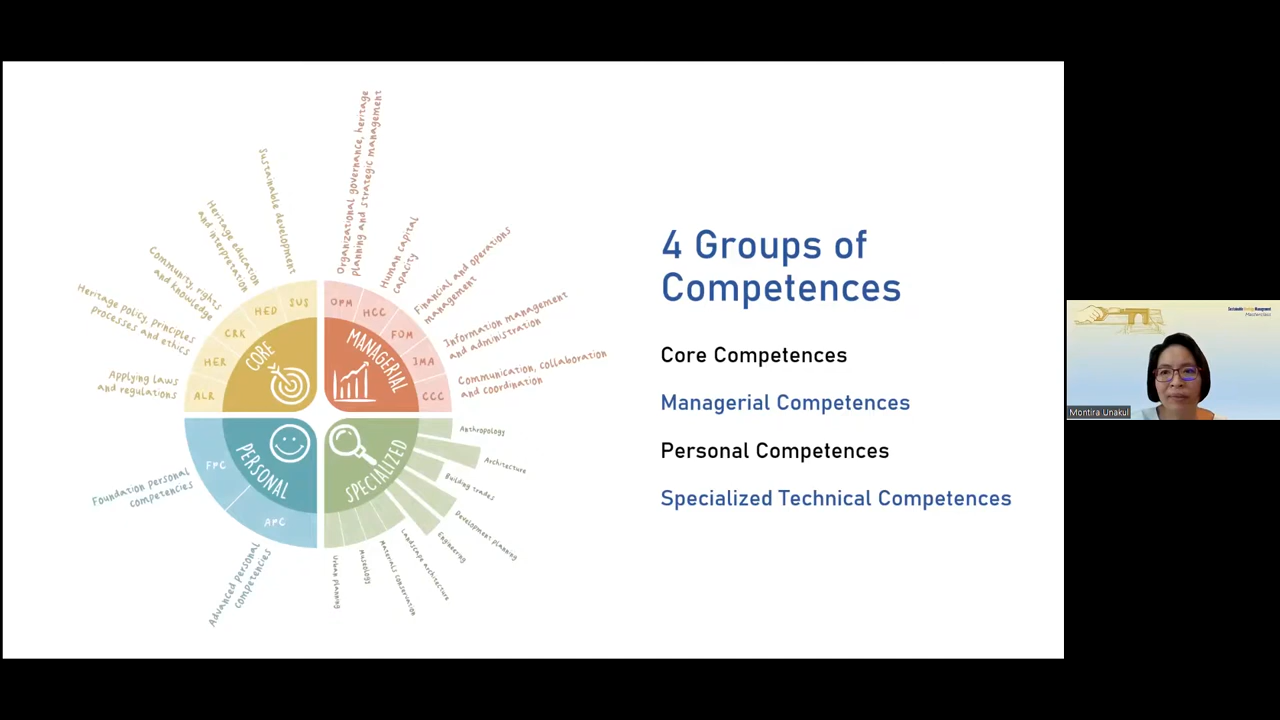 Organizational governance, heritage
planning and strategic management
Human capital
capacity
Financial and operations
management
Information management
and administration
Communication, collaboration
and coordination
Sustainable development
Heritage education
and interpretation
Community, rights
and knowledge
Heritage policy, principles
processes and ethics
Applying laws
and regulations
SUS
HED
CRK
HER
ALR
CORE
OPM
HCC
FOM
IMA
CCC
MANAGERIAL
PERSONAL
FPC
APC
Foundation personal
competencies
Advanced personal
competencies
SPECIALIZED
Anthropology
Architecture
Building trades
Development planning
Engineering
Landscape architecture
Materials conservation
Museology
Urban planning
4 Groups of
Competences
Core Competences
Managerial Competences
Personal Competences
Specialized Technical Competences
Sustainable Heritage Management
Masterclass
Montira Unakul